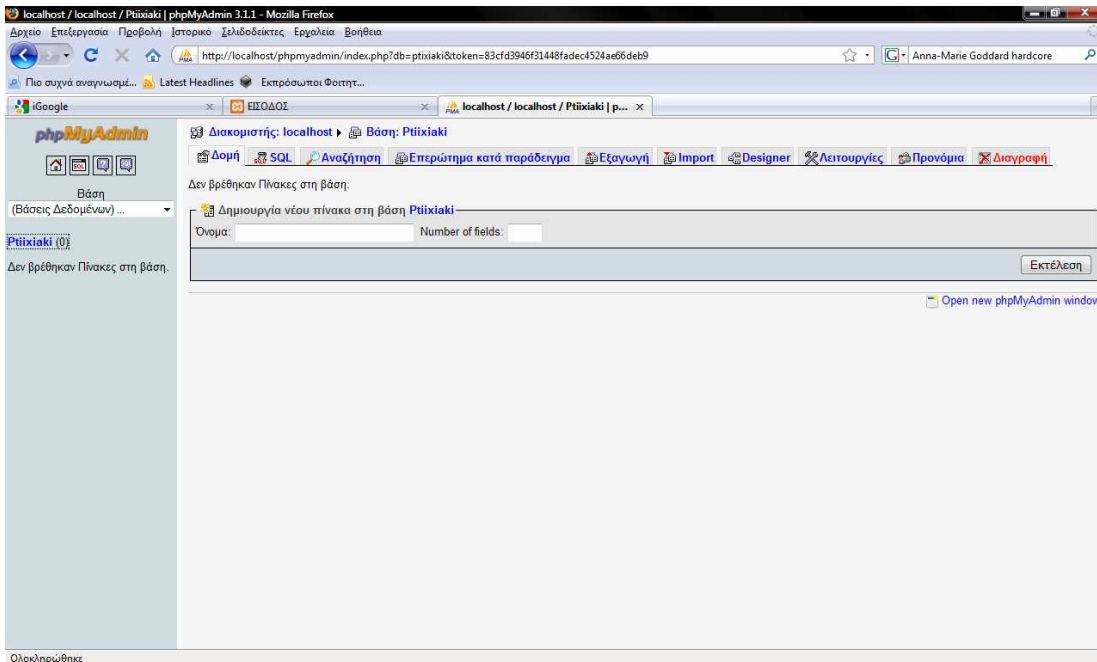 localhost / localhost / Ptiixiaki | phpMyAdmin 3.1.1 - Mozilla Firefox
Αρχείο Επεξεργασία Προβολή Ιστορικό Σελιδοδείκτες Εργαλεία Βοήθεια
http://localhost/phpmyadmin/index.php?db=ptixiaki&token=83cfd3946f31448fadec4524ae66deb9 G Anna-Marie Goddard hardcore
Πιο συχνά αναγνωσμέ... Latest Headlines Εκπρόσωποι Φοιτητ...
iGoogle ΕΙΣΟΔΟΣ localhost / localhost / Ptiixiaki | p...
phpMyAdmin
SQL
Βάση
(Βάσεις Δεδομένων) ...
Ptiixiaki (0)
Δεν βρέθηκαν Πίνακες στη βάση.
Διακομιστής: localhost Βάση: Ptiixiaki
Δομή SQL Αναζήτηση Επερώτημα κατά παράδειγμα Εξαγωγή Import Designer Λειτουργίες Προνόμια Διαγραφή
Δεν βρέθηκαν Πίνακες στη βάση.
Δημιουργία νέου πίνακα στη βάση Ptiixiaki
Όνομα: Number of fields:
Εκτέλεση
Open new phpMyAdmin window
Ολοκληρώθηκε